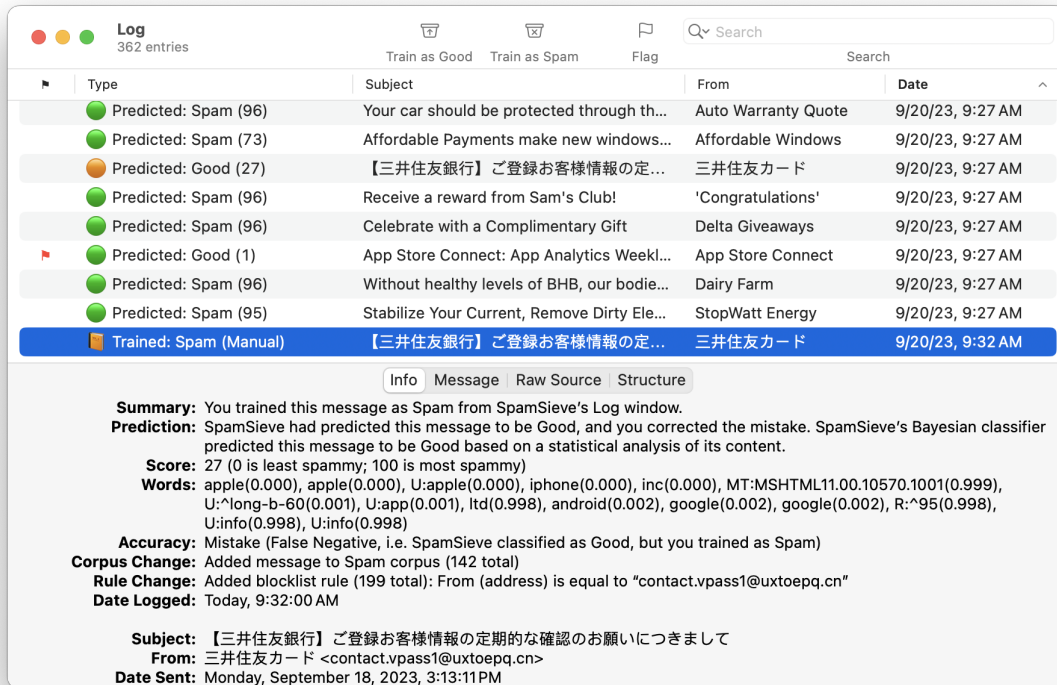 Log
362 entries
Train as Good
Train as Spam
Flag
Search
Search
Type Subject From Date
Predicted: Spam (96) Your car should be protected through th... Auto Warranty Quote 9/20/23, 9:27 AM
Predicted: Spam (73) Affordable Payments make new windows... Affordable Windows 9/20/23, 9:27 AM
Predicted: Good (27) 【三井住友銀行】ご登録お客様情報の定... 三井住友カード 9/20/23, 9:27 AM
Predicted: Spam (96) Receive a reward from Sam's Club! 'Congratulations' 9/20/23, 9:27 AM
Predicted: Spam (96) Celebrate with a Complimentary Gift Delta Giveaways 9/20/23, 9:27 AM
Predicted: Good (1) App Store Connect: App Analytics Weekl... App Store Connect 9/20/23, 9:27 AM
Predicted: Spam (96) Without healthy levels of BHB, our bodie... Dairy Farm 9/20/23, 9:27 AM
Predicted: Spam (95) Stabilize Your Current, Remove Dirty Ele... StopWatt Energy 9/20/23, 9:27 AM
Trained: Spam (Manual) 【三井住友銀行】ご登録お客様情報の定... 三井住友カード 9/20/23, 9:32 AM
Info Message Raw Source Structure
Summary: You trained this message as Spam from SpamSieve’s Log window.
Prediction: SpamSieve had predicted this message to be Good, and you corrected the mistake. SpamSieve’s Bayesian classifier
predicted this message to be Good based on a statistical analysis of its content.
Score: 27 (0 is least spammy; 100 is most spammy)
Words: apple(0.000), apple(0.000), U:apple(0.000), iphone(0.000), inc(0.000), MT:MSHTML11.00.10570.1001(0.999),
U:^long-b-60(0.001), U:app(0.001), ltd(0.998), android(0.002), google(0.002), google(0.002), R:^95(0.998),
U:info(0.998), U:info(0.998)
Accuracy: Mistake (False Negative, i.e. SpamSieve classified as Good, but you trained as Spam)
Corpus Change: Added message to Spam corpus (142 total)
Rule Change: Added blocklist rule (199 total): From (address) is equal to “contact.vpass1@uxtoepq.cn”
Date Logged: Today, 9:32:00 AM
Subject: 【三井住友銀行】ご登録お客様情報の定期的な確認のお願いにつきまして
From: 三井住友カード <contact.vpass1@uxtoepq.cn>
Date Sent: Monday, September 18, 2023, 3:13:11 PM